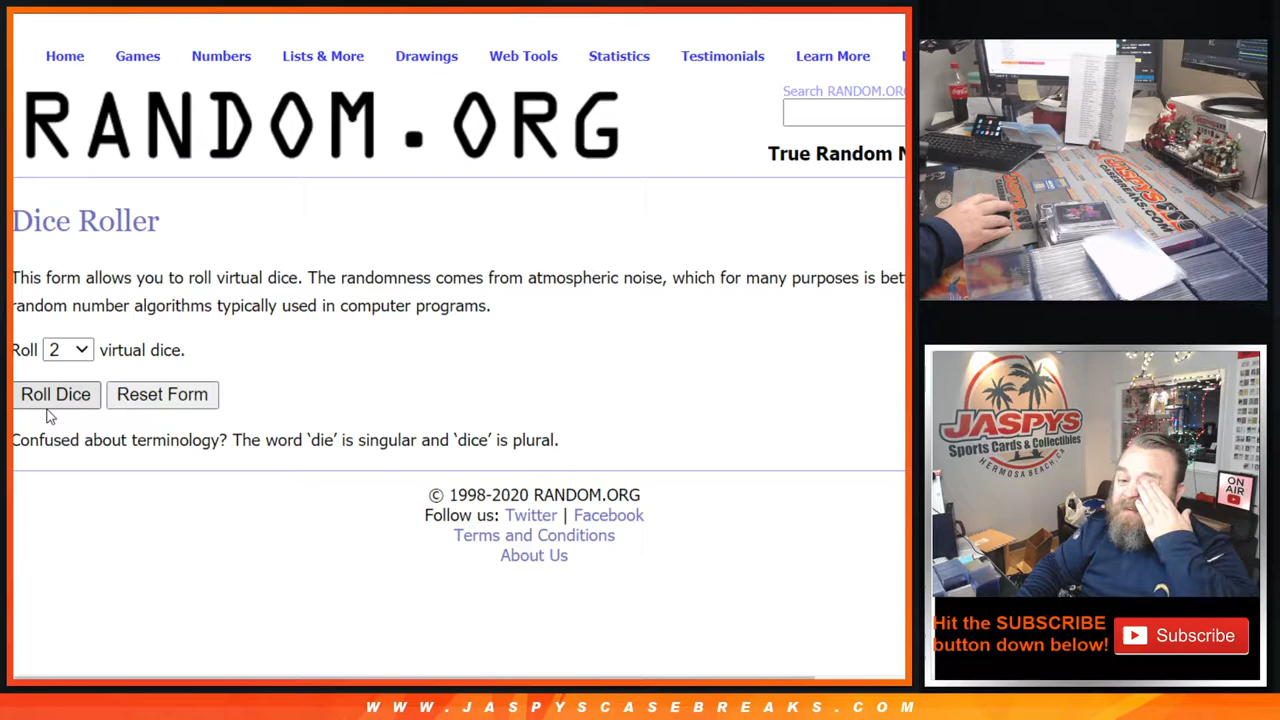 Home Games Numbers Lists & More Drawings Web Tools Statistics Testimonials Learn More
RANDOM.ORG
Search RANDOM.ORG
True Random N
Dice Roller
This form allows you to roll virtual dice. The randomness comes from atmospheric noise, which for many purposes is bet
random number algorithms typically used in computer programs.
Roll 2 virtual dice.
Roll Dice Reset Form
Confused about terminology? The word ‘die’ is singular and ‘dice’ is plural.
© 1998-2020 RANDOM.ORG
Follow us: Twitter | Facebook
Terms and Conditions
About Us
JASPYS
CASEBREAKS.COM
JASPYS
Sports Cards & Collectibles
HERMOSA BEACH, CA
ON
AIR
Hit the SUBSCRIBE
button down below!
Subscribe
WWW.JASPYSCASEBREAKS.COM